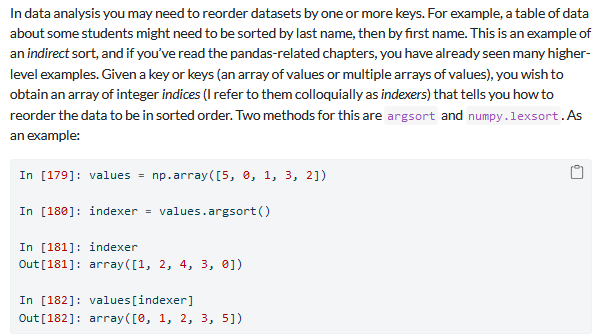 In data analysis you may need to reorder datasets by one or more keys. For example, a table of data
about some students might need to be sorted by last name, then by first name. This is an example of
an indirect sort, and if you've read the pandas-related chapters, you have already seen many higher-
level examples. Given a key or keys (an array of values or multiple arrays of values), you wish to
obtain an array of integer indices (I refer to them colloquially as indexers) that tells you how to
reorder the data to be in sorted order. Two methods for this are argsort and numpy.lexsort. As
an example:
In [179]: values = np.array([5, 0, 1, 3, 2])
In [180]: indexer = values.argsort()
In [181]: indexer
Out[181]: array([1, 2, 4, 3, 0])
In [182]: values[indexer]
Out[182]: array([0, 1, 2, 3, 5])